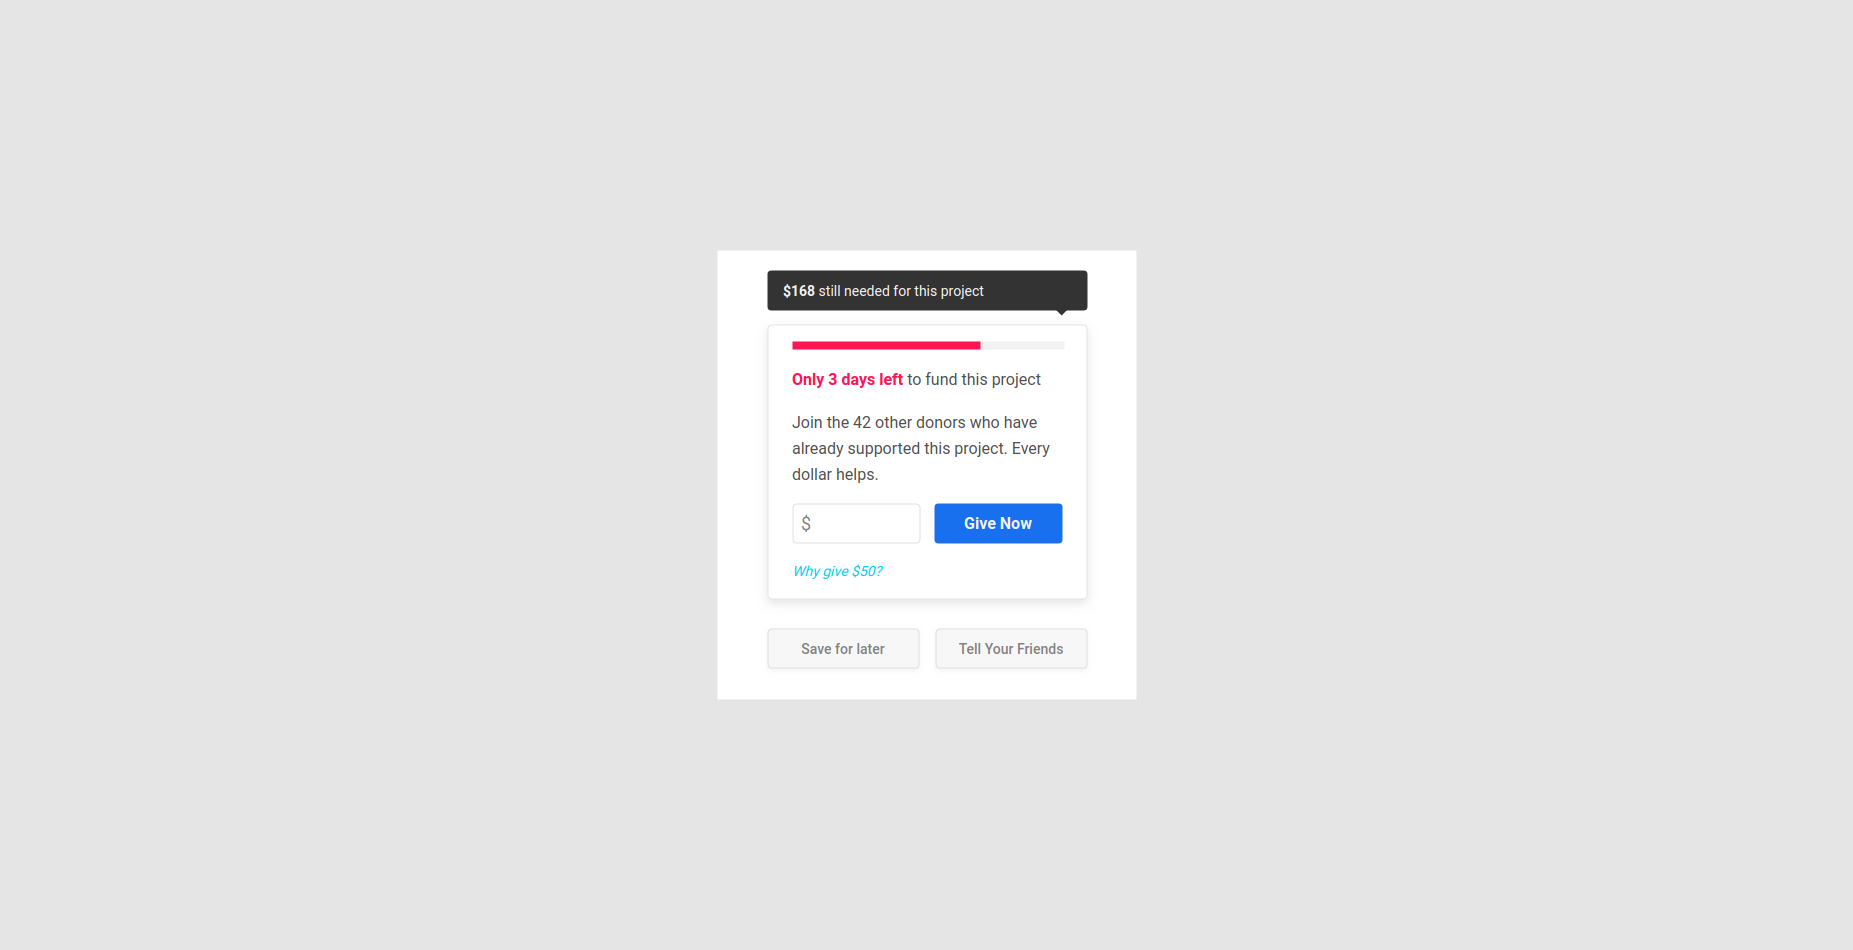 $168 still needed for this project
Only 3 days left to fund this project
Join the 42 other donors who have
already supported this project. Every
dollar helps.
$
Give Now
Why give $50?
Save for later
Tell Your Friends